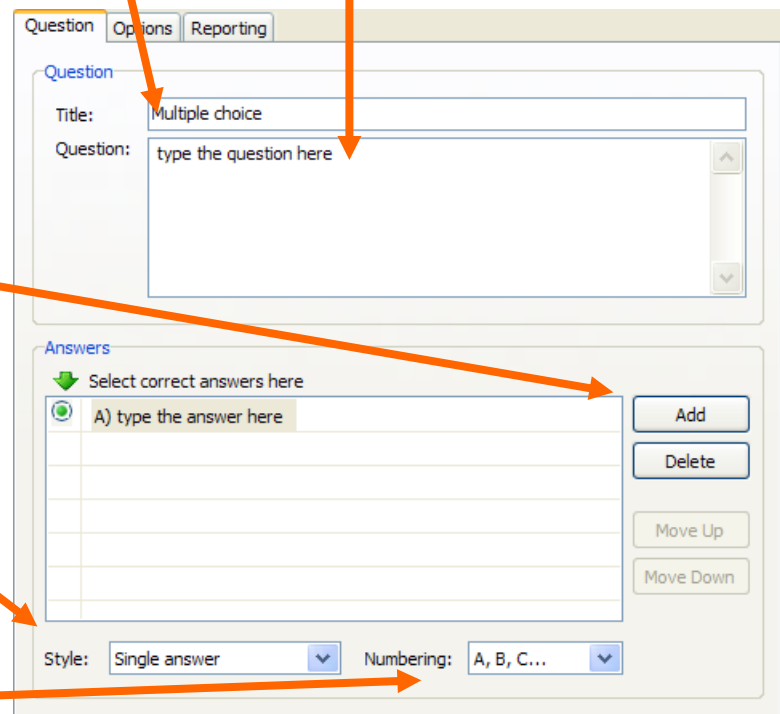 Question Options Reporting
Question
Title: Multiple choice
Question: type the question here
Answers
Select correct answers here
A) type the answer here
Add
Delete
Move Up
Move Down
Style: Single answer Numbering: A, B, C...